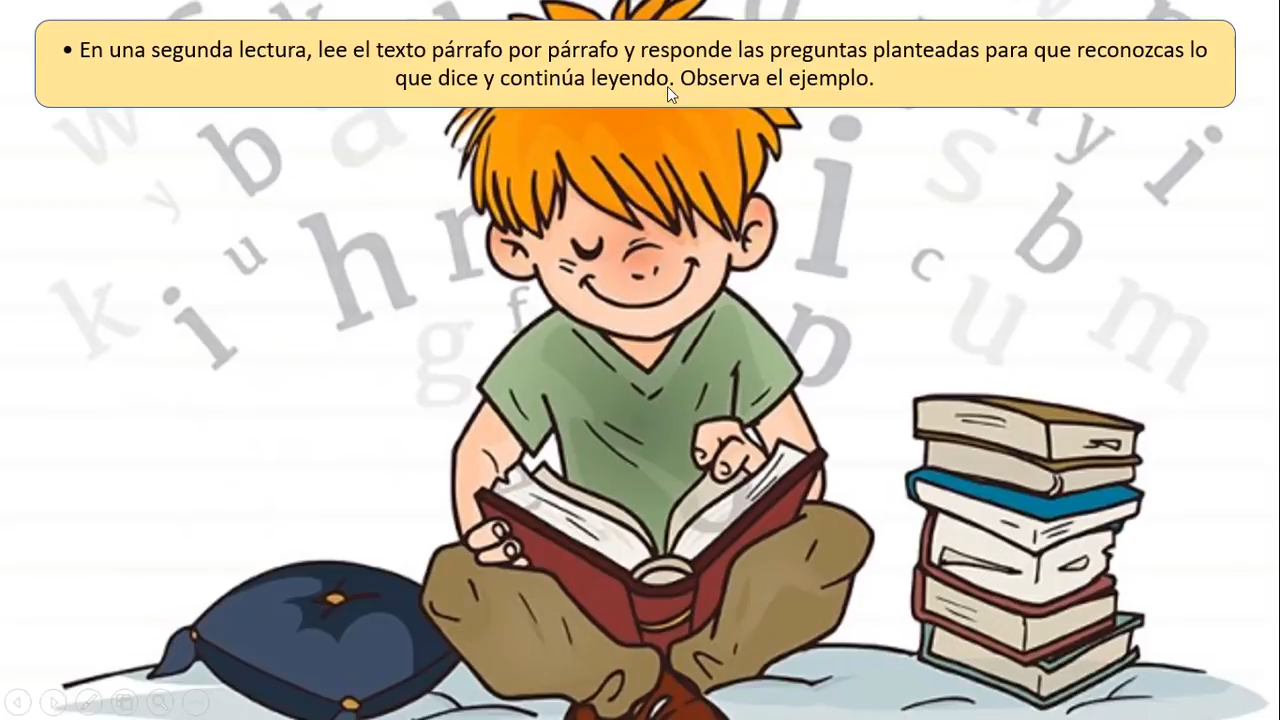 • En una segunda lectura, lee el texto párrafo por párrafo y responde las preguntas planteadas para que reconozcas lo
que dice y continúa leyendo. Observa el ejemplo.
w
y
b
a
i
h
y
i
s
b
k
i
u
h
r
c
u
m
f
g
p